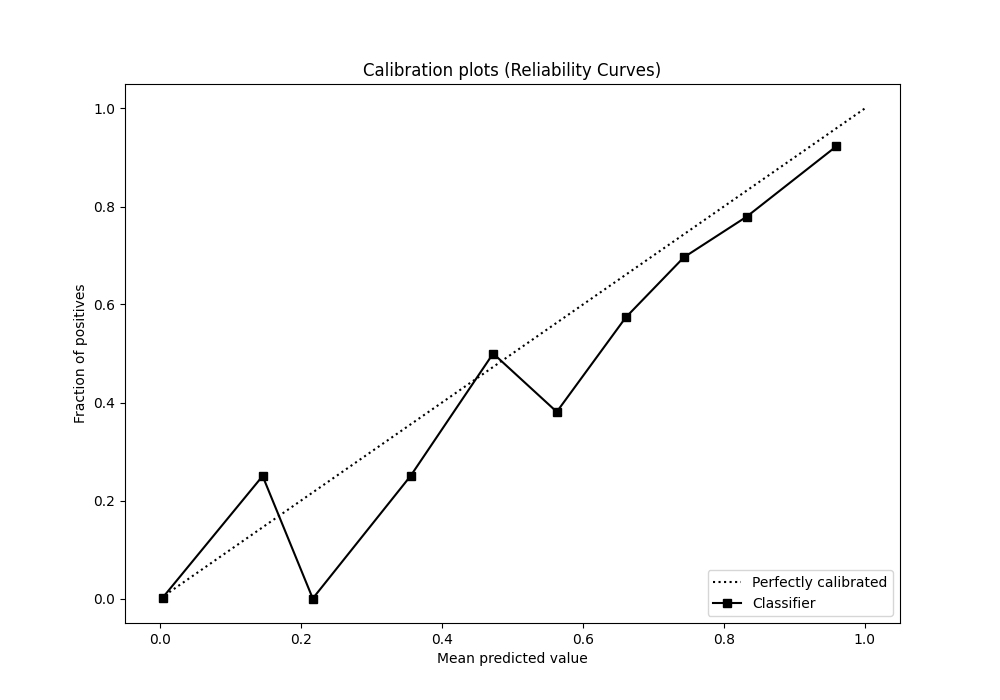 Calibration plots (Reliability Curves)
1.0
0.8
0.6
0.4
0.2
0.0
Fraction of positives
Perfectly calibrated
Classifier
0.0 0.2 0.4 0.6 0.8 1.0
Mean predicted value